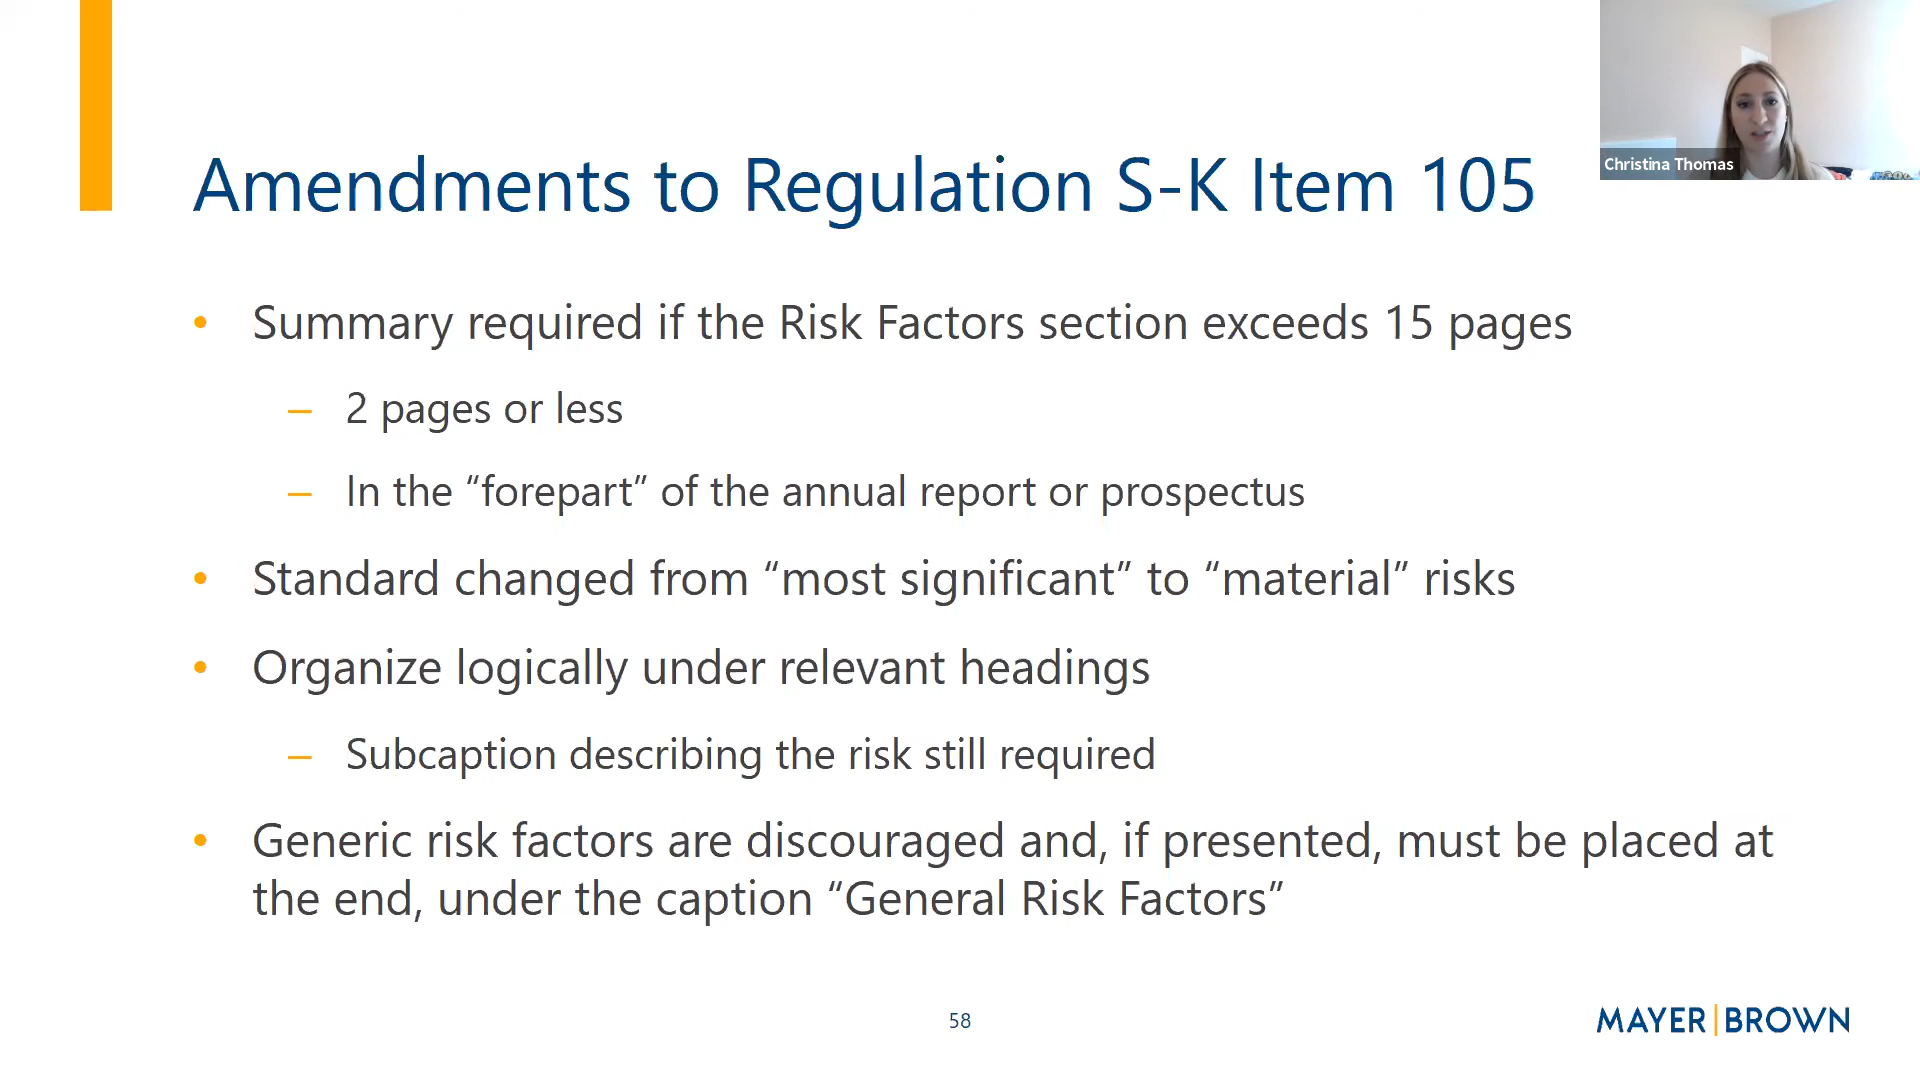 Christina Thomas
Amendments to Regulation S-K Item 105
• Summary required if the Risk Factors section exceeds 15 pages
– 2 pages or less
– In the “forepart” of the annual report or prospectus
• Standard changed from “most significant” to “material” risks
• Organize logically under relevant headings
– Subcaption describing the risk still required
• Generic risk factors are discouraged and, if presented, must be placed at
the end, under the caption “General Risk Factors”
58
MAYER | BROWN